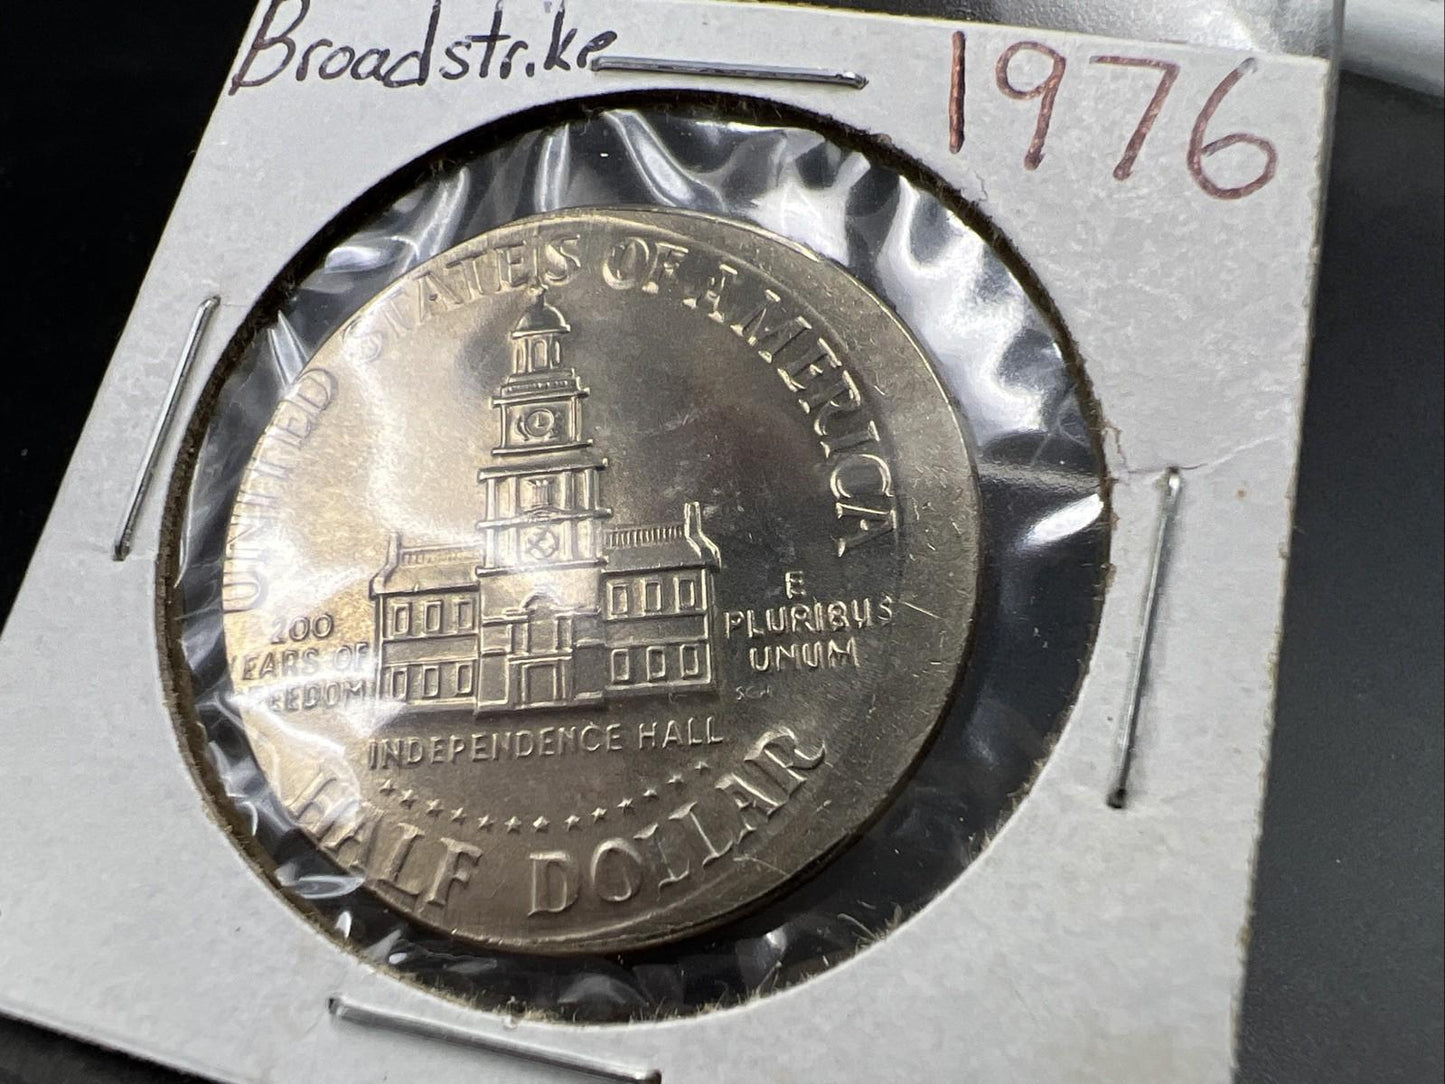 Broadstrike
1976
UNITED STATES OF AMERICA
200
YEARS OF
FREEDOM
E
PLURIBUS
UNUM
INDEPENDENCE HALL
HALF DOLLAR